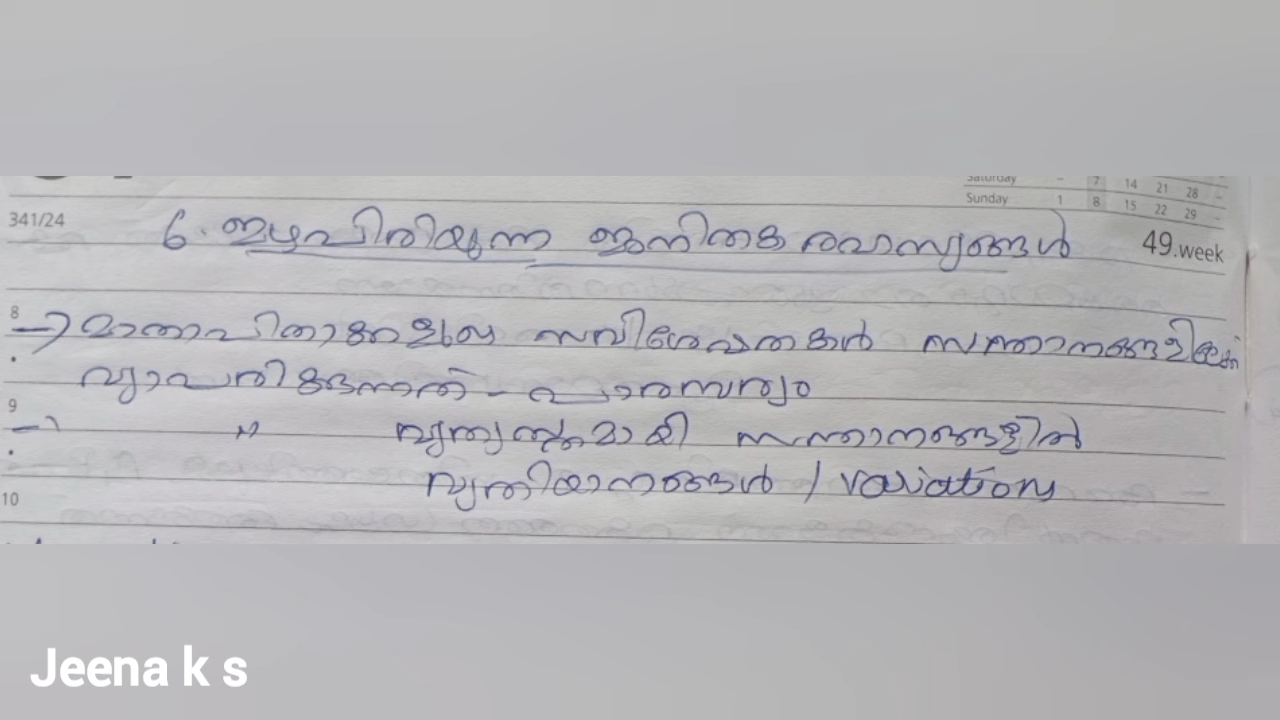 Saturday - 7 14 21 28 -
Sunday 1 8 15 22 29 -
341/24
6. ഇഴപിരിയുന്ന ജനിതക രഹസ്യങ്ങൾ
49.week
8
→ മാതാപിതാക്കളുടെ സവിശേഷതകൾ സന്താനങ്ങളിലേക്ക്
വ്യാപരിക്കുന്നത് - പാരമ്പര്യം
9
→ " വ്യത്യസ്തമായി സന്താനങ്ങളിൽ
വ്യതിയാനങ്ങൾ / variations
10
Jeena k s